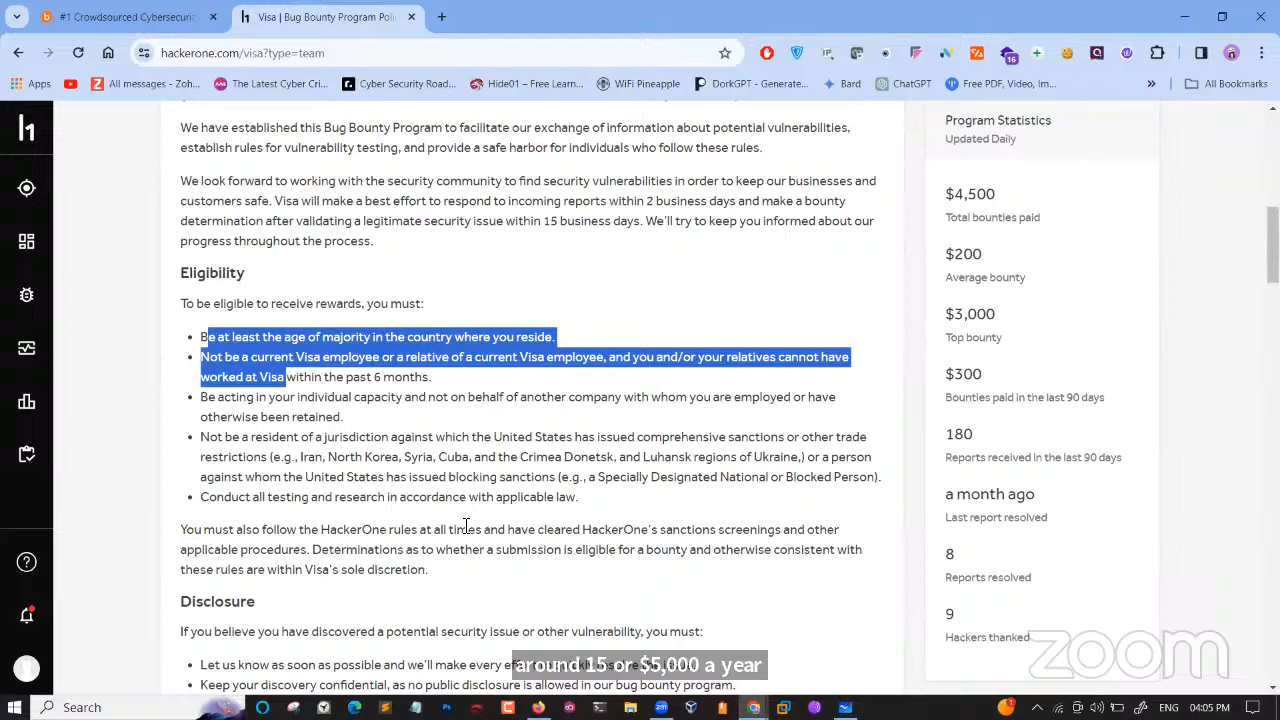 #1 Crowdsourced Cybersecuri
Visa | Bug Bounty Program Polic
hackerone.com/visa?type=team
16
Apps
All messages - Zoh...
The Latest Cyber Cri...
Cyber Security Road...
Hide01 - Free Learn...
WiFi Pineapple
DorkGPT - Generate...
Bard
ChatGPT
Free PDF, Video, Im...
All Bookmarks
We have established this Bug Bounty Program to facilitate our exchange of information about potential vulnerabilities,
establish rules for vulnerability testing, and provide a safe harbor for individuals who follow these rules.
We look forward to working with the security community to find security vulnerabilities in order to keep our businesses and
customers safe. Visa will make a best effort to respond to incoming reports within 2 business days and make a bounty
determination after validating a legitimate security issue within 15 business days. We'll try to keep you informed about our
progress throughout the process.
Eligibility
To be eligible to receive rewards, you must:
• Be at least the age of majority in the country where you reside.
• Not be a current Visa employee or a relative of a current Visa employee, and you and/or your relatives cannot have
worked at Visa within the past 6 months.
• Be acting in your individual capacity and not on behalf of another company with whom you are employed or have
otherwise been retained.
• Not be a resident of a jurisdiction against which the United States has issued comprehensive sanctions or other trade
restrictions (e.g., Iran, North Korea, Syria, Cuba, and the Crimea Donetsk, and Luhansk regions of Ukraine,) or a person
against whom the United States has issued blocking sanctions (e.g., a Specially Designated National or Blocked Person).
• Conduct all testing and research in accordance with applicable law.
You must also follow the HackerOne rules at all times and have cleared HackerOne's sanctions screenings and other
applicable procedures. Determinations as to whether a submission is eligible for a bounty and otherwise consistent with
these rules are within Visa's sole discretion.
Disclosure
If you believe you have discovered a potential security issue or other vulnerability, you must:
• Let us know as soon as possible and we'll make every
• Keep your discovery confidential, as no public disclosure is allowed in our bug bounty program.
Program Statistics
Updated Daily
$4,500
Total bounties paid
$200
Average bounty
$3,000
Top bounty
$300
Bounties paid in the last 90 days
180
Reports received in the last 90 days
a month ago
Last report resolved
8
Reports resolved
9
Hackers thanked
zoom
around 15 or $5,000 a year
Search
ENG
04:05 PM